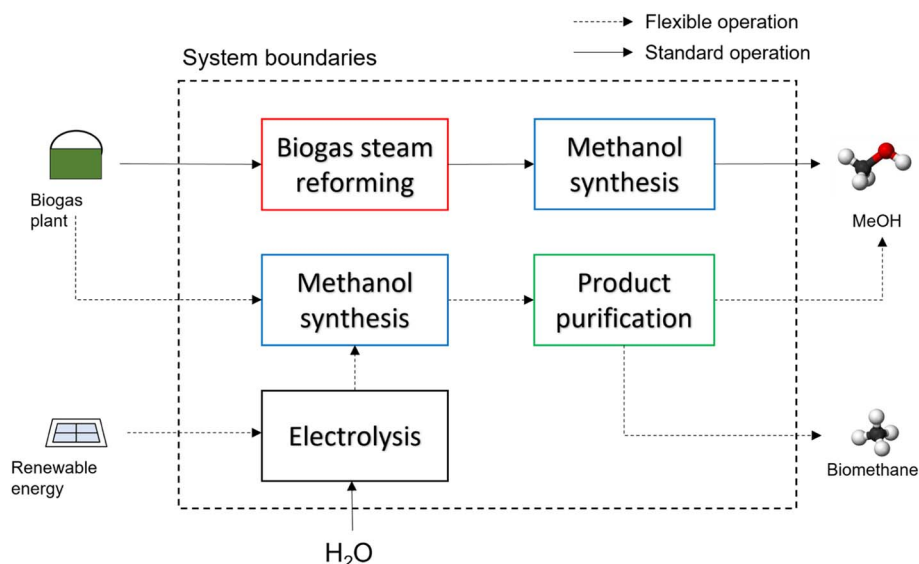 Flexible operation
Standard operation
System boundaries
Biogas steam
reforming
Methanol
synthesis
Biogas
plant
MeOH
Methanol
synthesis
Product
purification
Electrolysis
Renewable
energy
Biomethane
H₂O